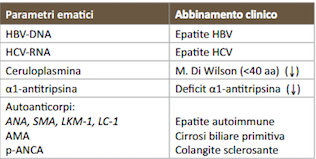 Parametri ematici Abbinamento clinico
HBV-DNA Epatite HBV
HCV-RNA Epatite HCV
Ceruloplasmina M. Di Wilson (<40 aa) (↓)
α1-antitripsina Deficit α1-antitripsina (↓)
Autoanticorpi:
ANA, SMA, LKM-1, LC-1 Epatite autoimmune
AMA Cirrosi biliare primitiva
p-ANCA Colangite sclerosante